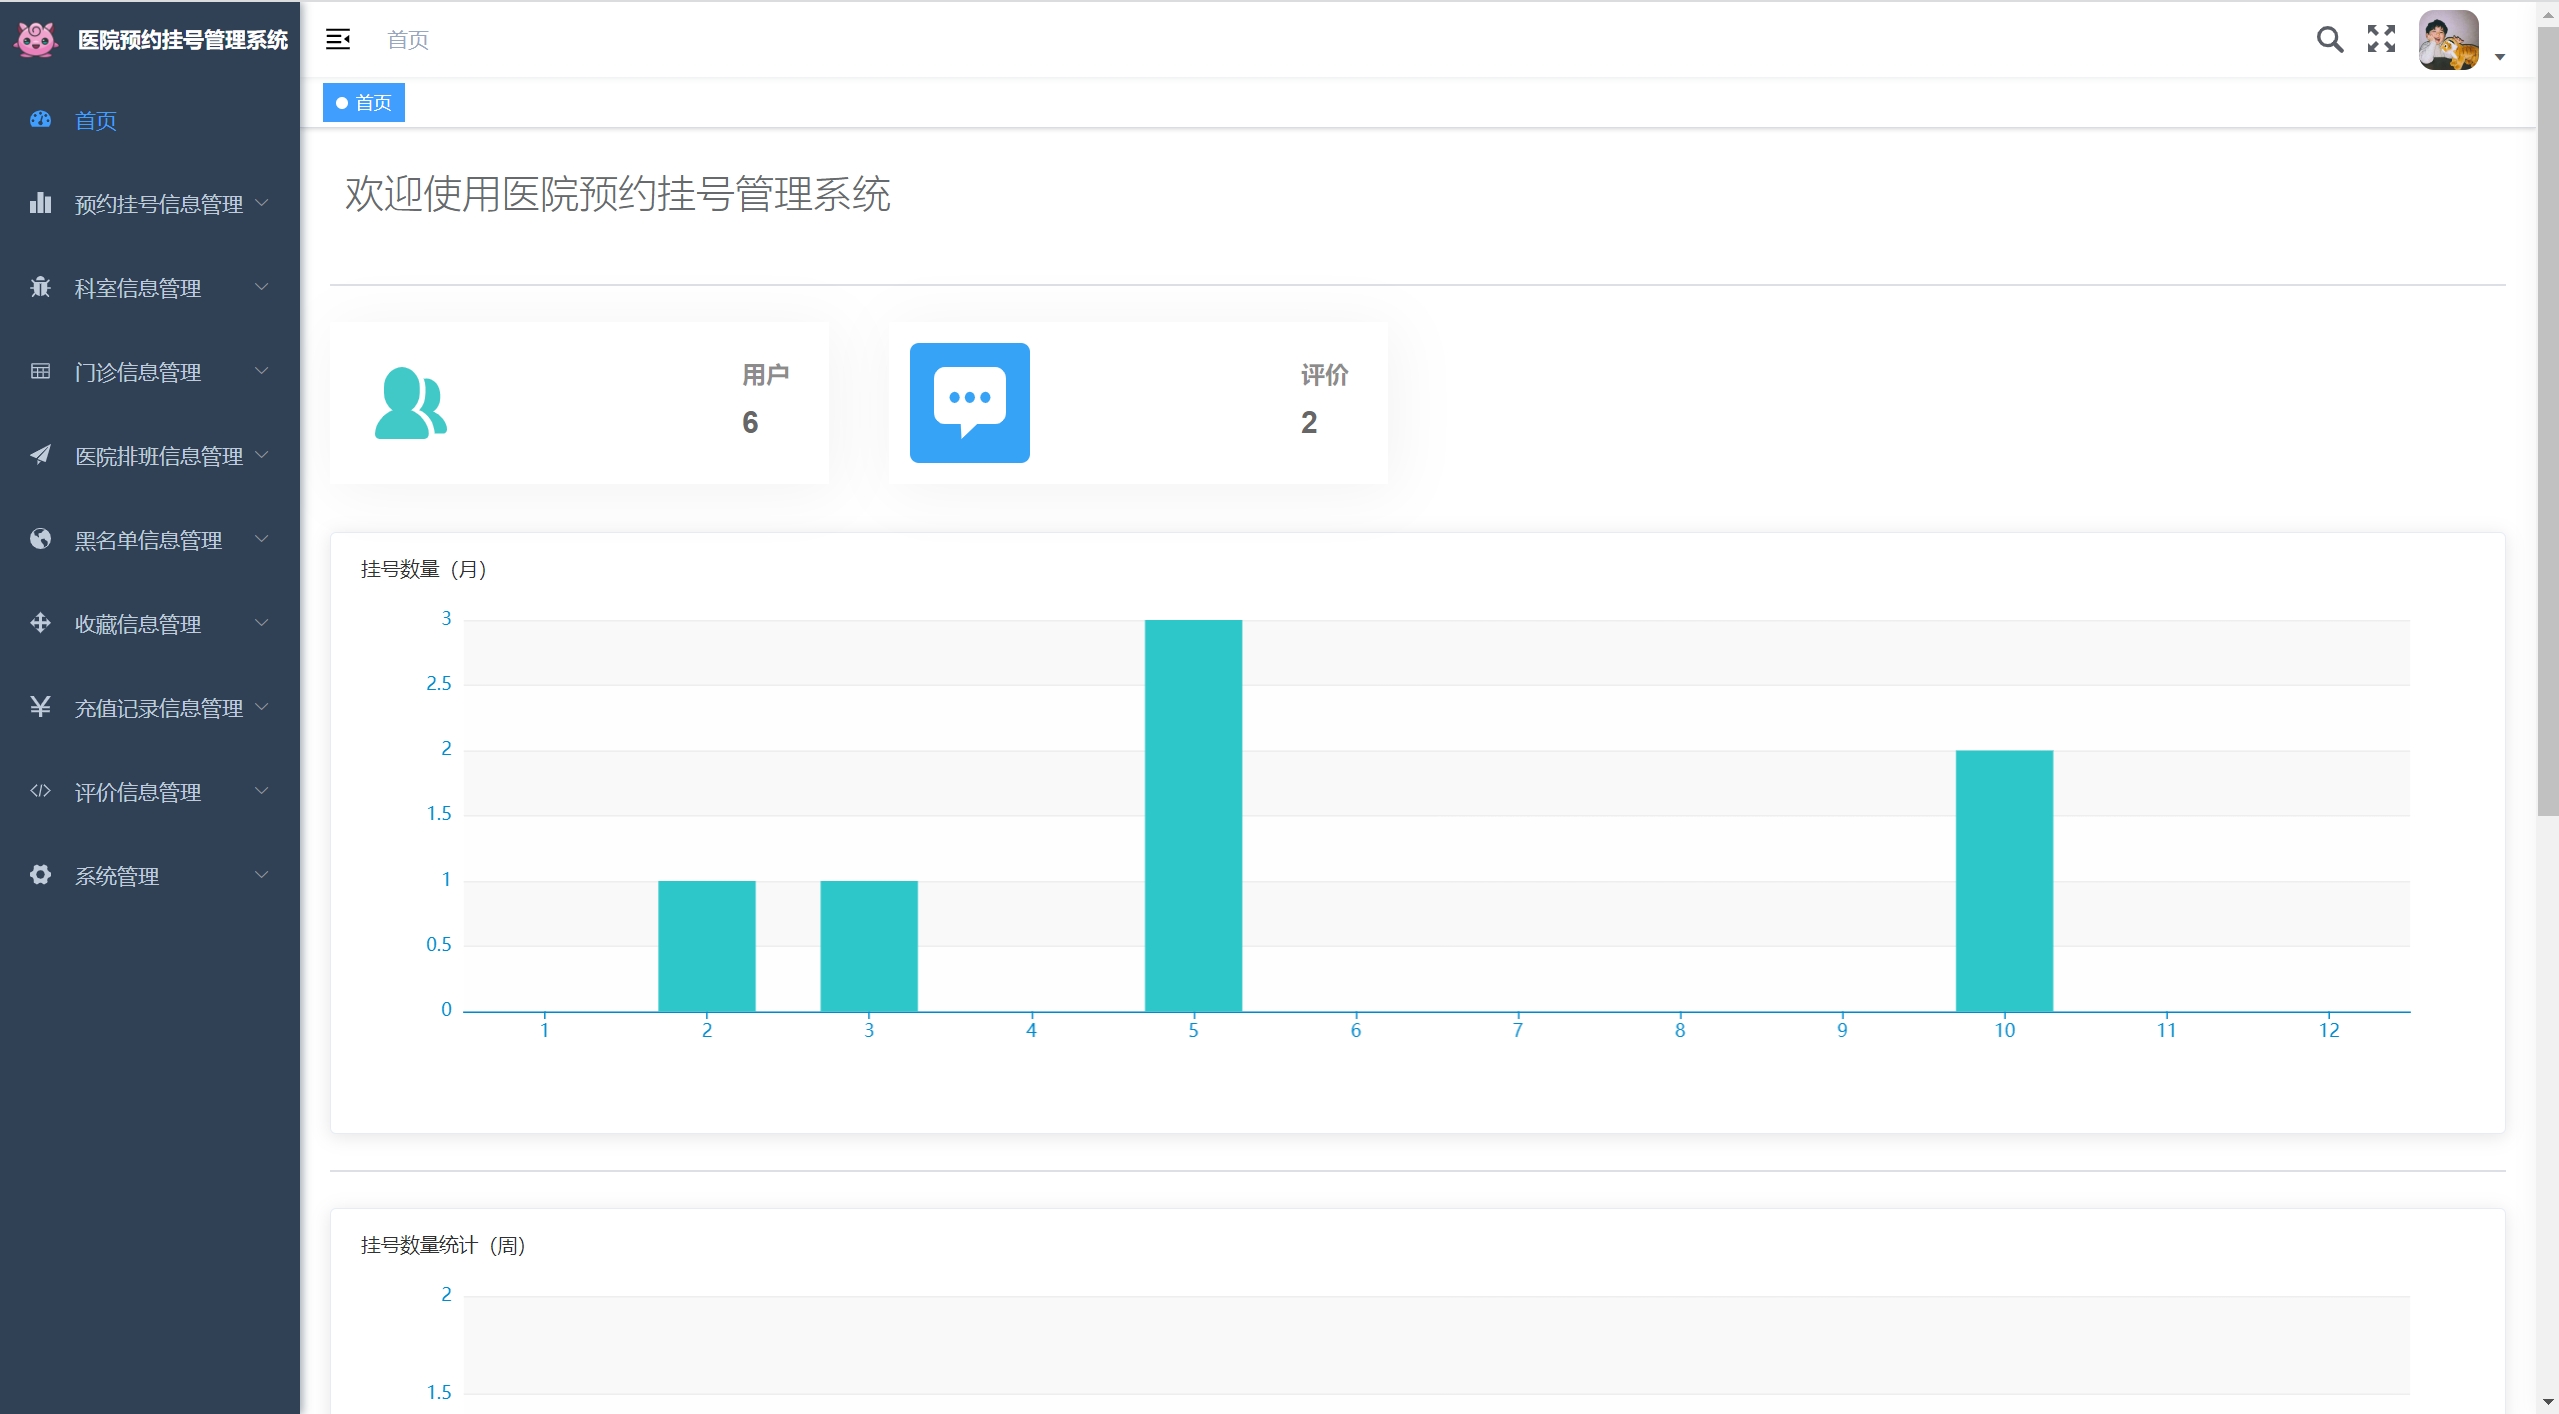 医院预约挂号管理系统
首页
首页
首页
预约挂号信息管理
科室信息管理
门诊信息管理
医院排班信息管理
黑名单信息管理
收藏信息管理
充值记录信息管理
评价信息管理
系统管理
欢迎使用医院预约挂号管理系统
用户
6
评价
2
挂号数量（月）
3
2.5
2
1.5
1
0.5
0
1 2 3 4 5 6 7 8 9 10 11 12
挂号数量统计（周）
2
1.5